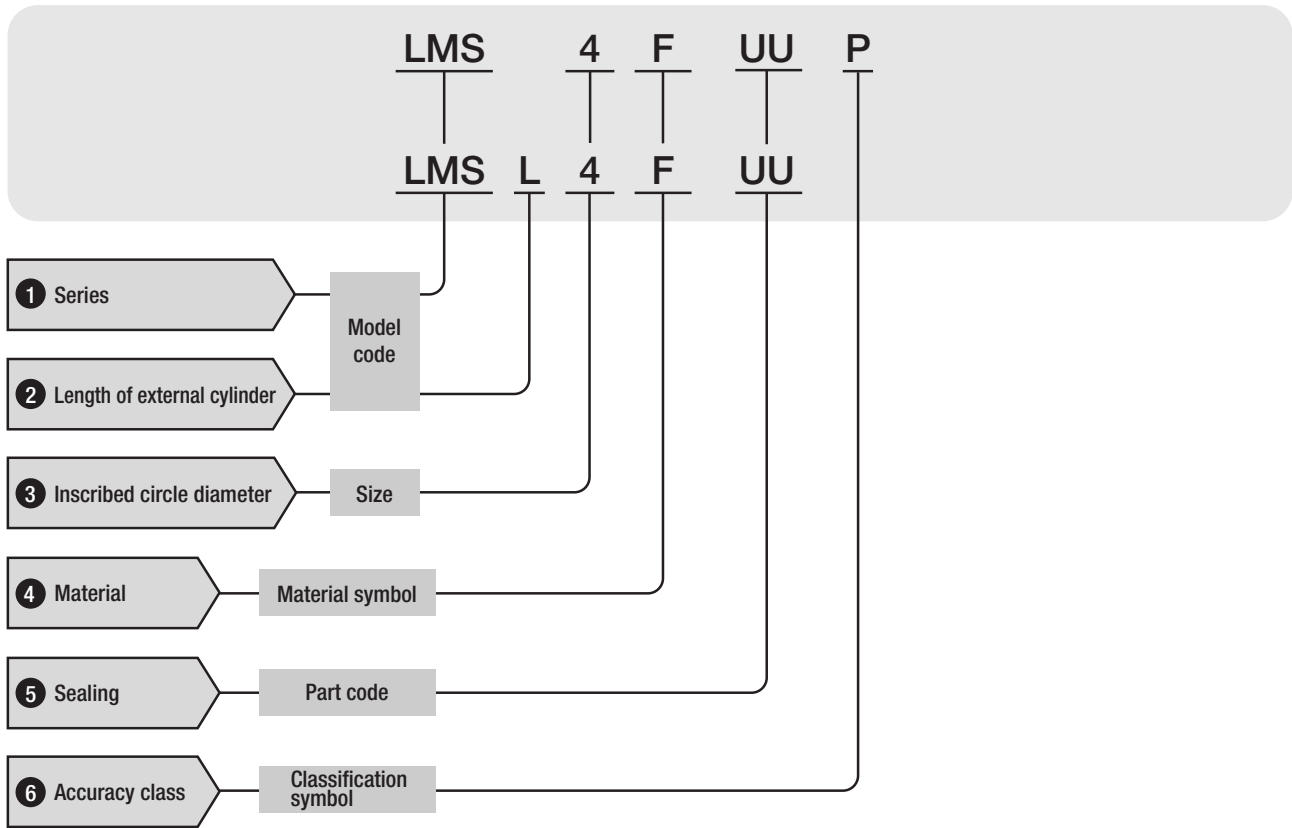 LMS 4 F UU P
LMS L 4 F UU
1 Series
Model
code
2 Length of external cylinder
3 Inscribed circle diameter
Size
4 Material
Material symbol
5 Sealing
Part code
6 Accuracy class
Classification
symbol